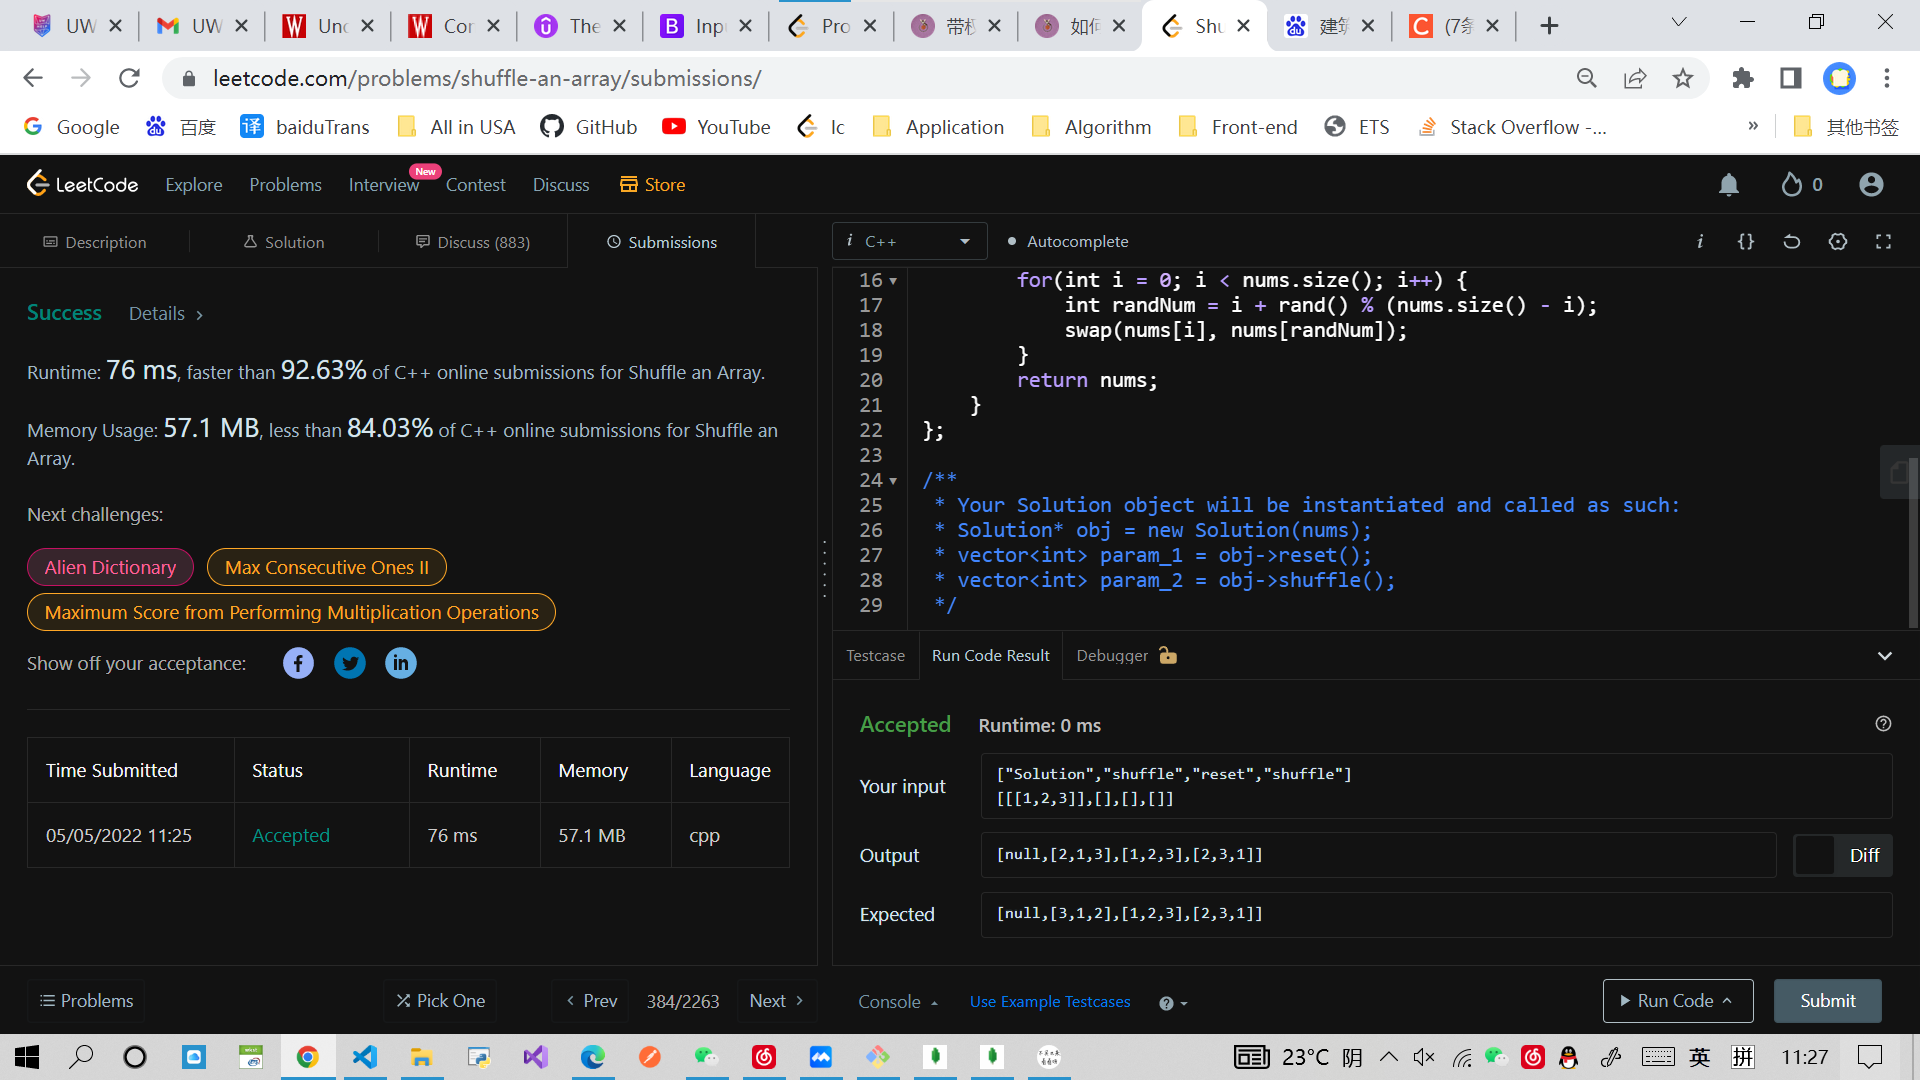 UW
UW
Unc
Cor
The
Inp
Pro
带权
如何
Shu
建筑
(7条
leetcode.com/problems/shuffle-an-array/submissions/
Google
百度
译
baiduTrans
All in USA
GitHub
YouTube
lc
Application
Algorithm
Front-end
ETS
Stack Overflow -...
»
其他书签
LeetCode
Explore
Problems
Interview
New
Contest
Discuss
Store
0
Description
Solution
Discuss (883)
Submissions
i C++
Autocomplete
i
{}
Success
Details >
Runtime: 76 ms, faster than 92.63% of C++ online submissions for Shuffle an Array.
Memory Usage: 57.1 MB, less than 84.03% of C++ online submissions for Shuffle an
Array.
Next challenges:
Alien Dictionary
Max Consecutive Ones II
Maximum Score from Performing Multiplication Operations
Show off your acceptance:
Time Submitted Status Runtime Memory Language
05/05/2022 11:25 Accepted 76 ms 57.1 MB cpp
16 for(int i = 0; i < nums.size(); i++) {
17 int randNum = i + rand() % (nums.size() - i);
18 swap(nums[i], nums[randNum]);
19 }
20 return nums;
21 }
22 };
23
24 /**
25 * Your Solution object will be instantiated and called as such:
26 * Solution* obj = new Solution(nums);
27 * vector<int> param_1 = obj->reset();
28 * vector<int> param_2 = obj->shuffle();
29 */
Testcase
Run Code Result
Debugger
Accepted
Runtime: 0 ms
Your input
["Solution","shuffle","reset","shuffle"]
[[[1,2,3]],[],[],[]]
Output
[null,[2,1,3],[1,2,3],[2,3,1]]
Diff
Expected
[null,[3,1,2],[1,2,3],[2,3,1]]
Problems
Pick One
< Prev
384/2263
Next >
Console
Use Example Testcases
Run Code
Submit
23°C 阴
英
拼
11:27